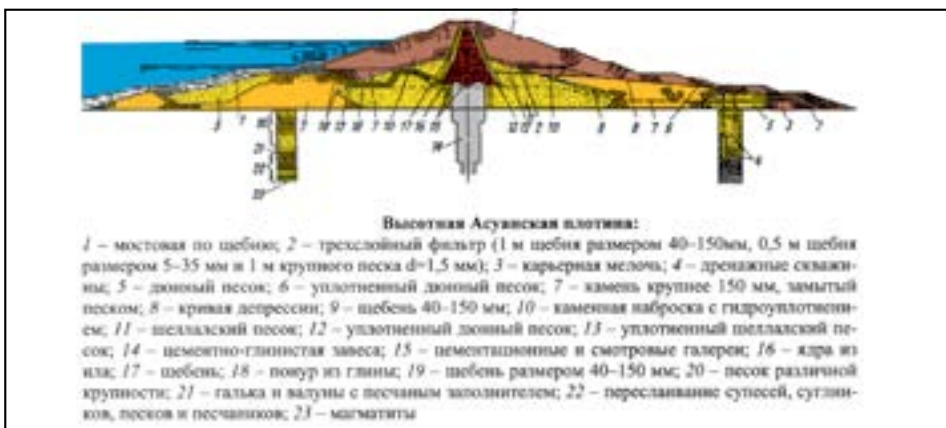 Высотная Асуанская плотина:
1 – мостовая по щебню; 2 – трехслойный фильтр (1 м щебня размером 40–150мм, 0,5 м щебня
размером 5–35 мм и 1 м крупного песка d=1,5 мм); 3 – карьерная мелочь; 4 – дренажные скважи-
ны; 5 – дюнный песок; 6 – уплотненный дюнный песок; 7 – камень крупнее 150 мм, замытый
песком; 8 – кривая депрессии; 9 – щебень 40–150 мм; 10 – каменная наброска с гидроуплотнени-
ем; 11 – шеллалский песок; 12 – уплотненный дюнный песок; 13 – уплотненный шеллалский пе-
сок; 14 – цементно-глинистая завеса; 15 – цементационные и смотровые галереи; 16 – ядра из
ила; 17 – щебень; 18 – понур из глины; 19 – щебень размером 40–150 мм; 20 – песок различной
крупности; 21 – галька и валуны с песчаным заполнителем; 22 – переслаивание супесей, суглин-
ков, песков и песчаников; 23 – магматиты